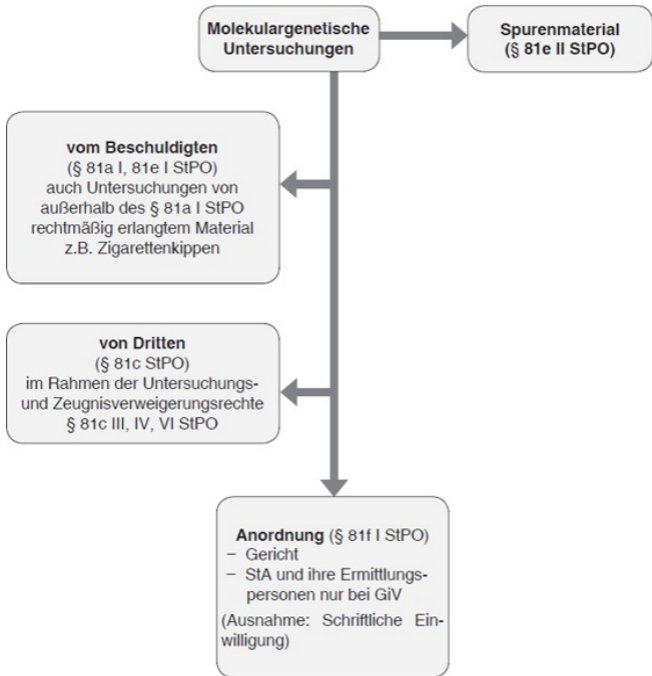 Molekulargenetische
Untersuchungen
Spurenmaterial
(§ 81e II StPO)
vom Beschuldigten
(§ 81a I, 81e I StPO)
auch Untersuchungen von
außerhalb des § 81a I StPO
rechtmäßig erlangtem Material
z.B. Zigarettenkippen
von Dritten
(§ 81c StPO)
im Rahmen der Untersuchungs-
und Zeugnisverweigerungsrechte
§ 81c III, IV, VI StPO
Anordnung (§ 81f I StPO)
– Gericht
– StA und ihre Ermittlungs-
personen nur bei GiV
(Ausnahme: Schriftliche Ein-
willigung)